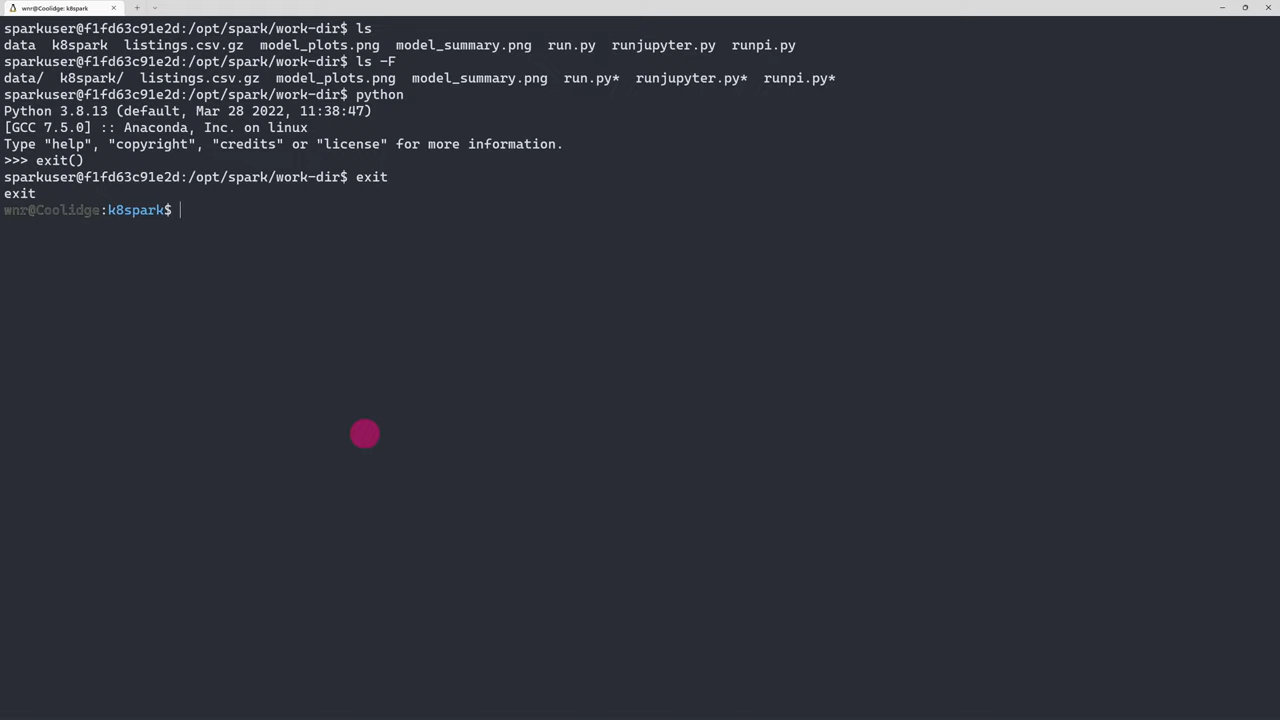 wnr@Coolidge: k8spark
sparkuser@f1fd63c91e2d:/opt/spark/work-dir$ ls
data  k8spark  listings.csv.gz  model_plots.png  model_summary.png  run.py  runjupyter.py  runpi.py
sparkuser@f1fd63c91e2d:/opt/spark/work-dir$ ls -F
data/  k8spark/  listings.csv.gz  model_plots.png  model_summary.png  run.py*  runjupyter.py*  runpi.py*
sparkuser@f1fd63c91e2d:/opt/spark/work-dir$ python
Python 3.8.13 (default, Mar 28 2022, 11:38:47)
[GCC 7.5.0] :: Anaconda, Inc. on linux
Type "help", "copyright", "credits" or "license" for more information.
>>> exit()
sparkuser@f1fd63c91e2d:/opt/spark/work-dir$ exit
exit
wnr@Coolidge:k8spark$